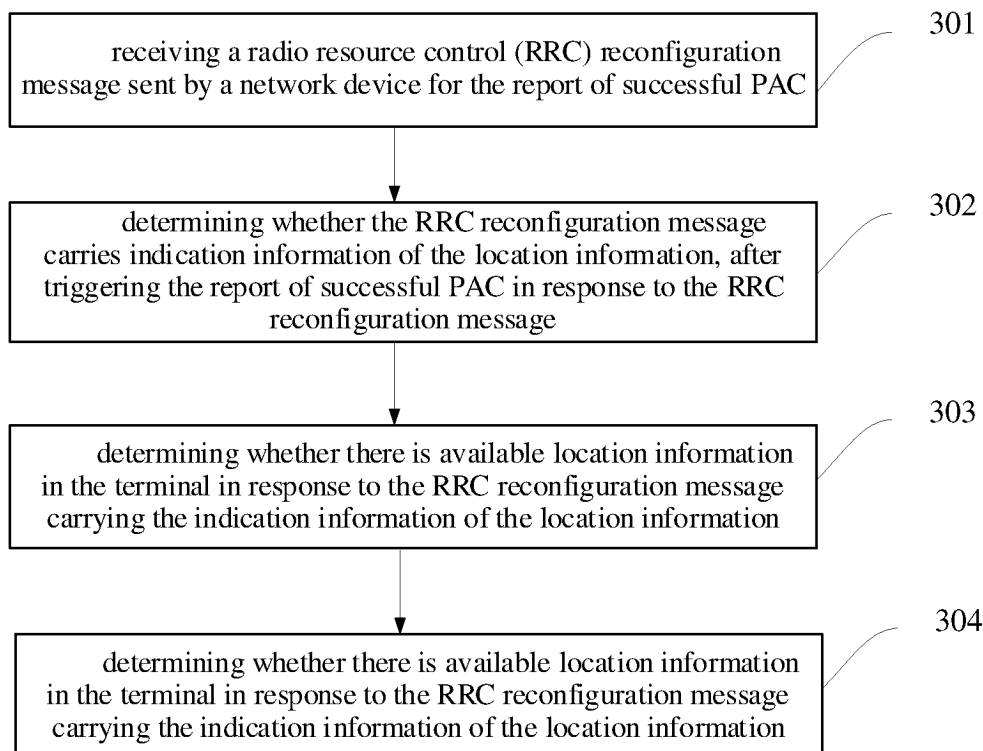 receiving a radio resource control (RRC) reconfiguration
message sent by a network device for the report of successful PAC
301
determining whether the RRC reconfiguration message
carries indication information of the location information, after
triggering the report of successful PAC in response to the RRC
reconfiguration message
302
determining whether there is available location information
in the terminal in response to the RRC reconfiguration message
carrying the indication information of the location information
303
determining whether there is available location information
in the terminal in response to the RRC reconfiguration message
carrying the indication information of the location information
304